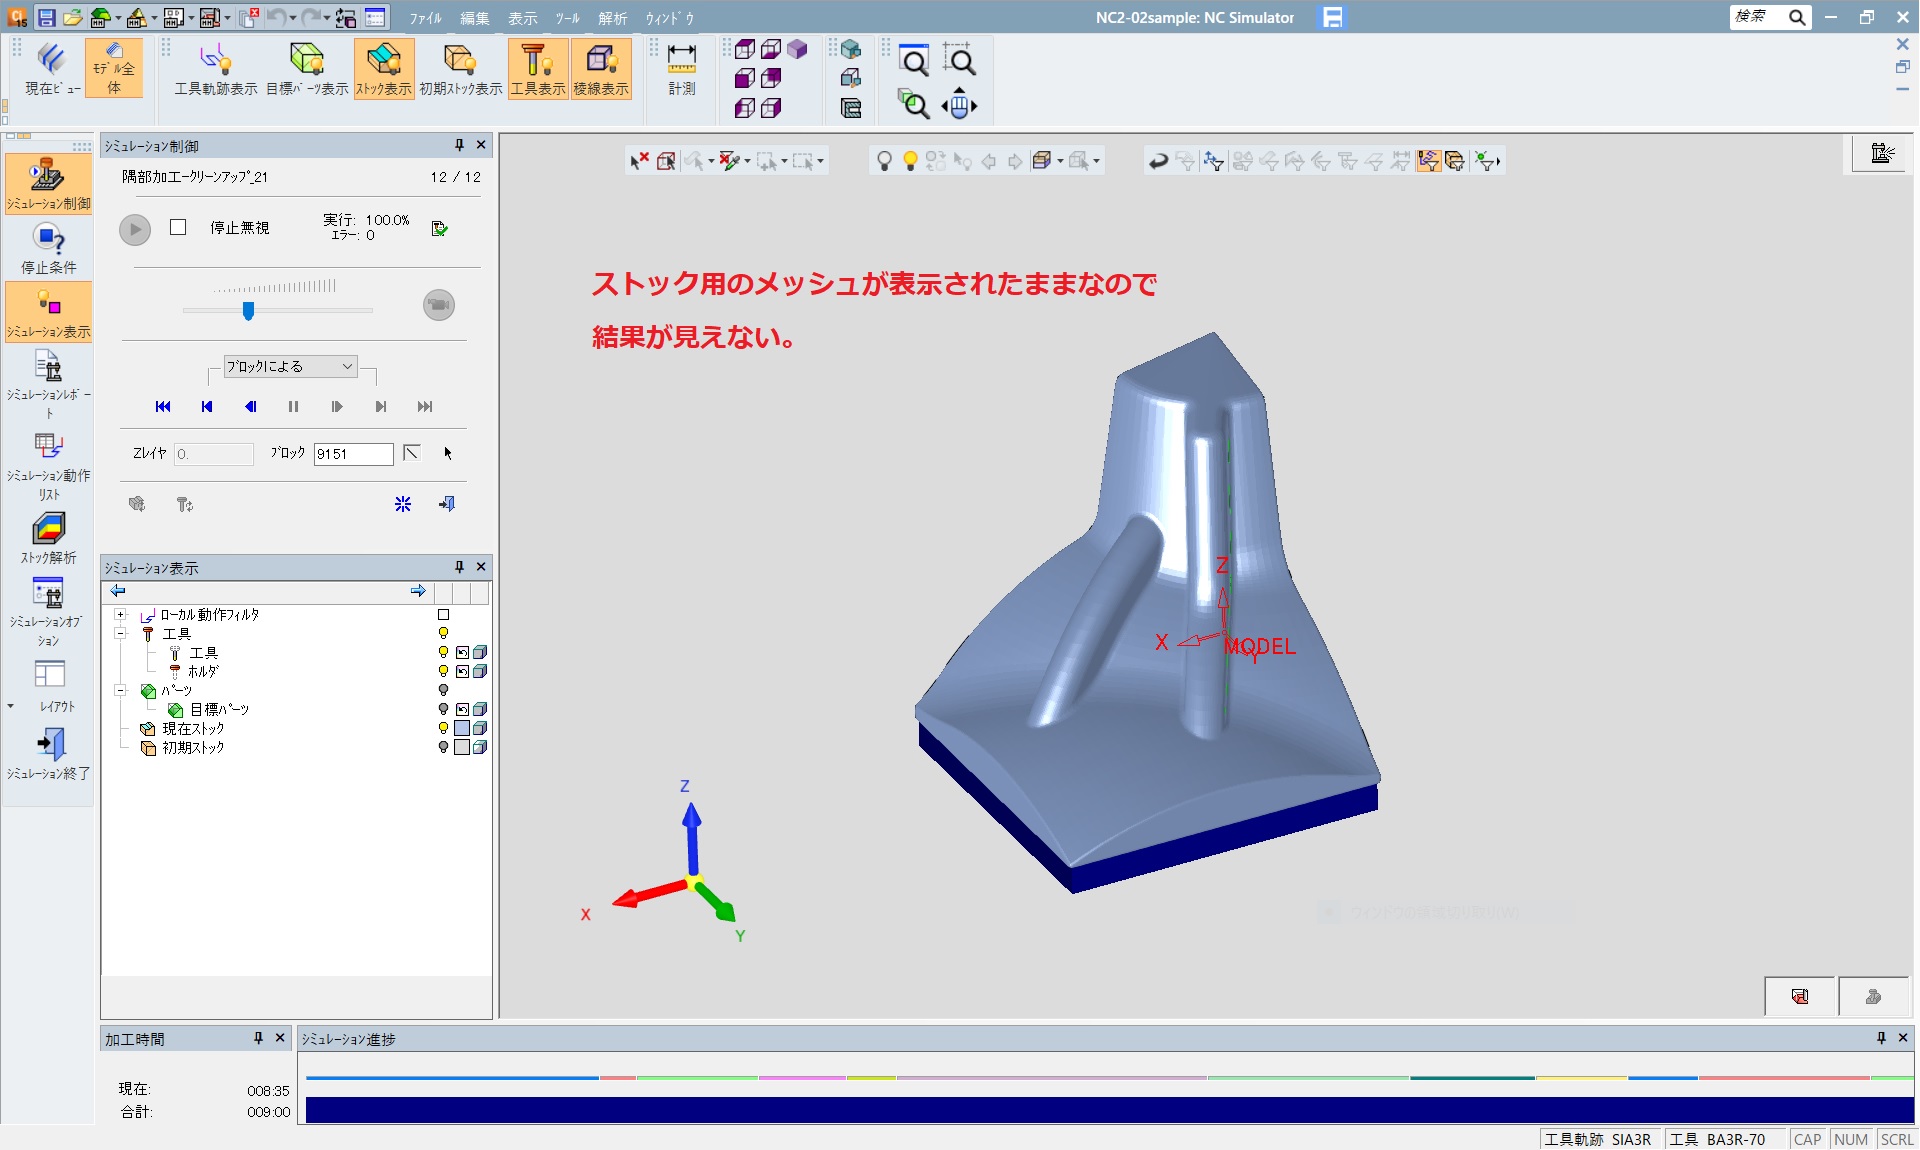 ファイル 編集 表示 ツール 解析 ウィンドウ
NC2-02sample: NC Simulator
検索
現在ビュー
モデル全体
工具軌跡表示
目標パーツ表示
ストック表示
初期ストック表示
工具表示
稜線表示
計測
シミュレーション制御
停止条件
シミュレーション表示
シミュレーションレポート
シミュレーション動作リスト
ストック解析
シミュレーションオプション
レイアウト
シミュレーション終了
シミュレーション制御
隅部加工-クリーンアップ_21 12 / 12
停止無視
実行: 100.0%
エラー: 0
ブロックによる
Zレイヤ 0. ブロック 9151
シミュレーション表示
ローカル動作フィルタ
工具
工具
ホルダ
パーツ
目標パーツ
現在ストック
初期ストック
ストック用のメッシュが表示されたままなので
結果が見えない。
Z
X
MODEL
Y
Z
X
Y
ウィンドウの領域切り取り(W)
加工時間
現在: 008:35
合計: 009:00
シミュレーション進捗
工具軌跡 SIA3R 工具 BA3R-70 CAP NUM SCRL